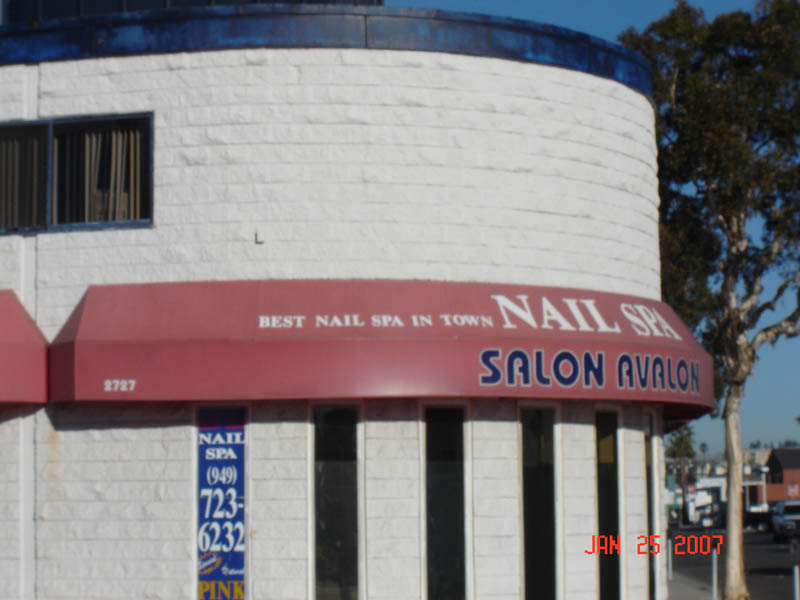 BEST NAIL SPA IN TOWN NAIL SPA
SALON AVALON
2727
NAIL
SPA
(949)
723-
6232
PINK
JAN 25 2007